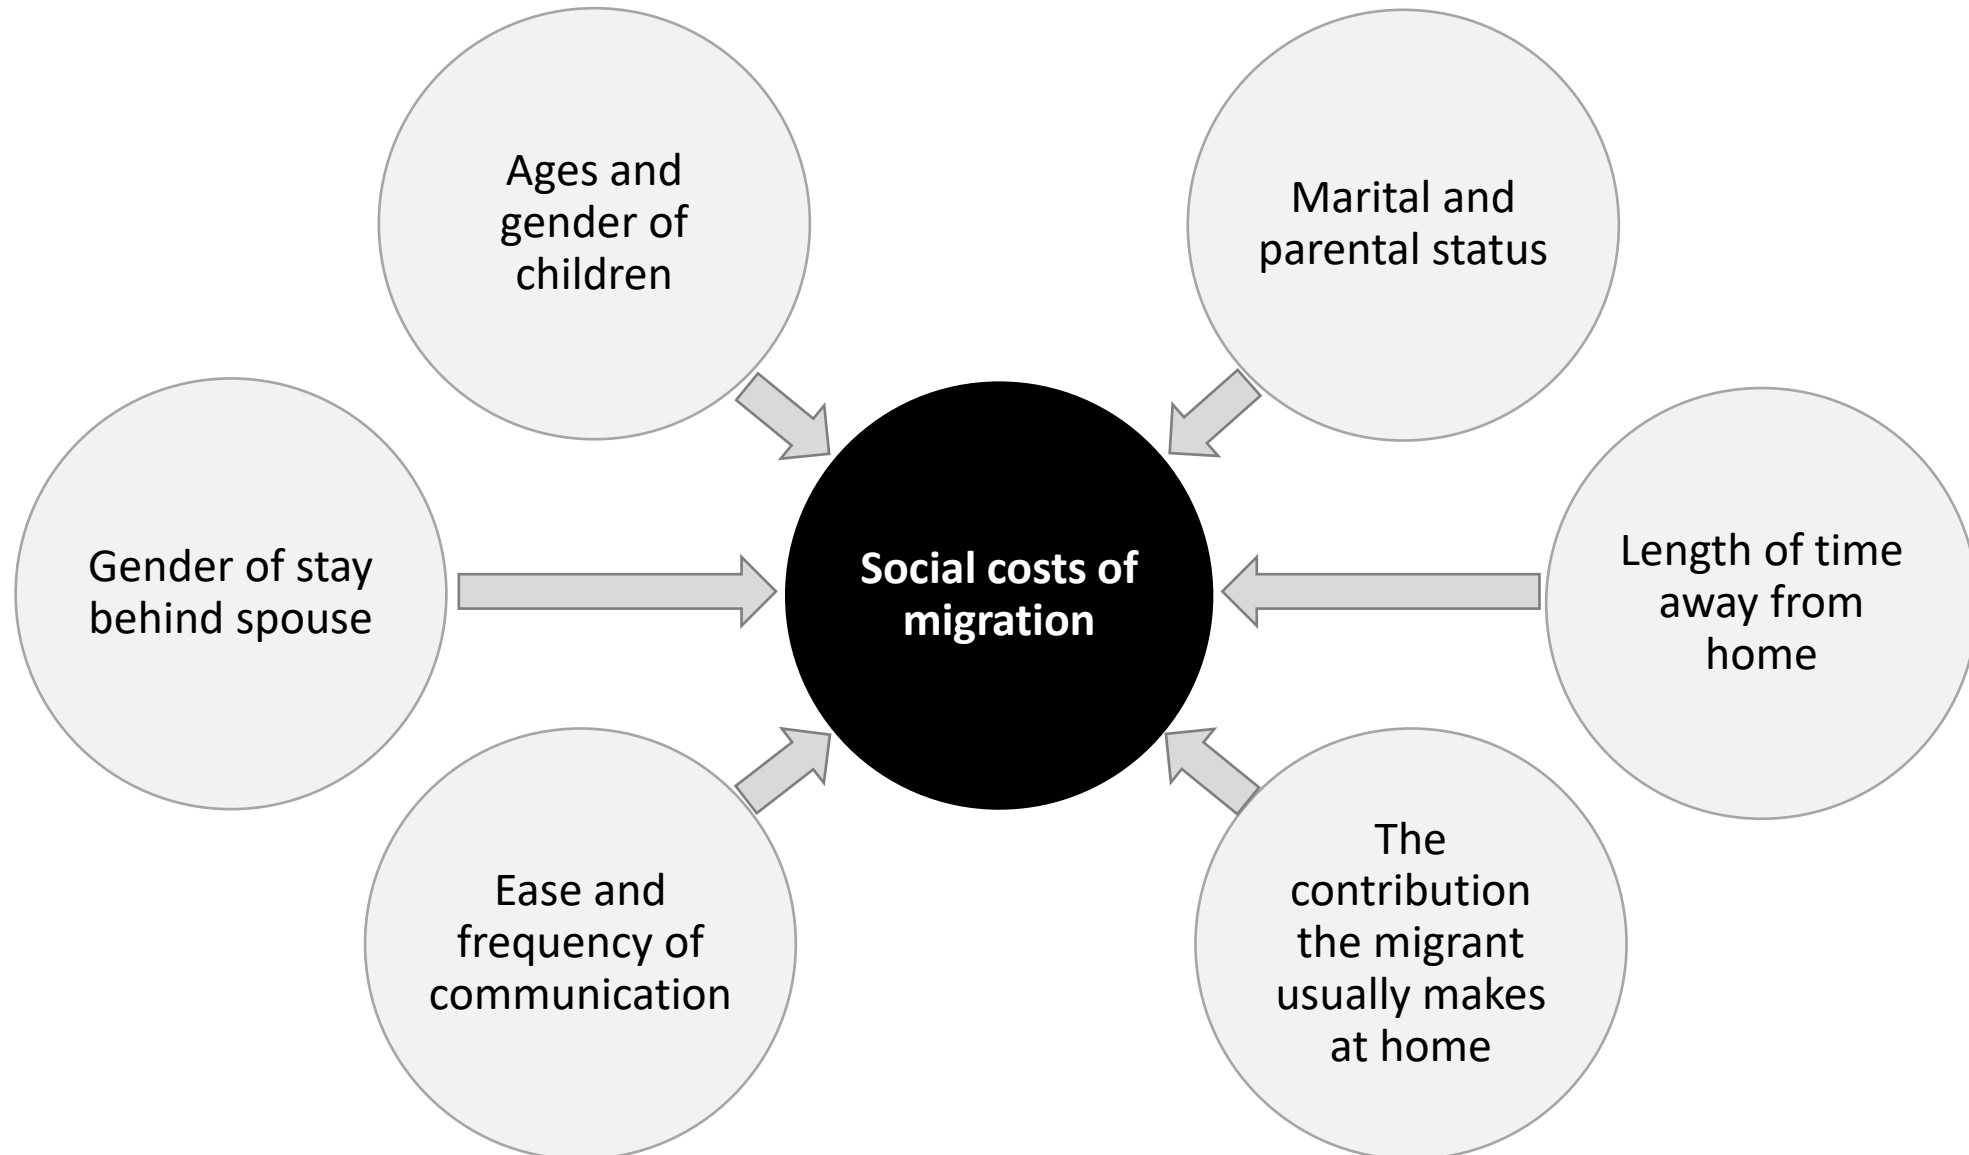 Ages and
gender of
children
Marital and
parental status
Gender of stay
behind spouse
Social costs of
migration
Length of time
away from
home
Ease and
frequency of
communication
The
contribution
the migrant
usually makes
at home